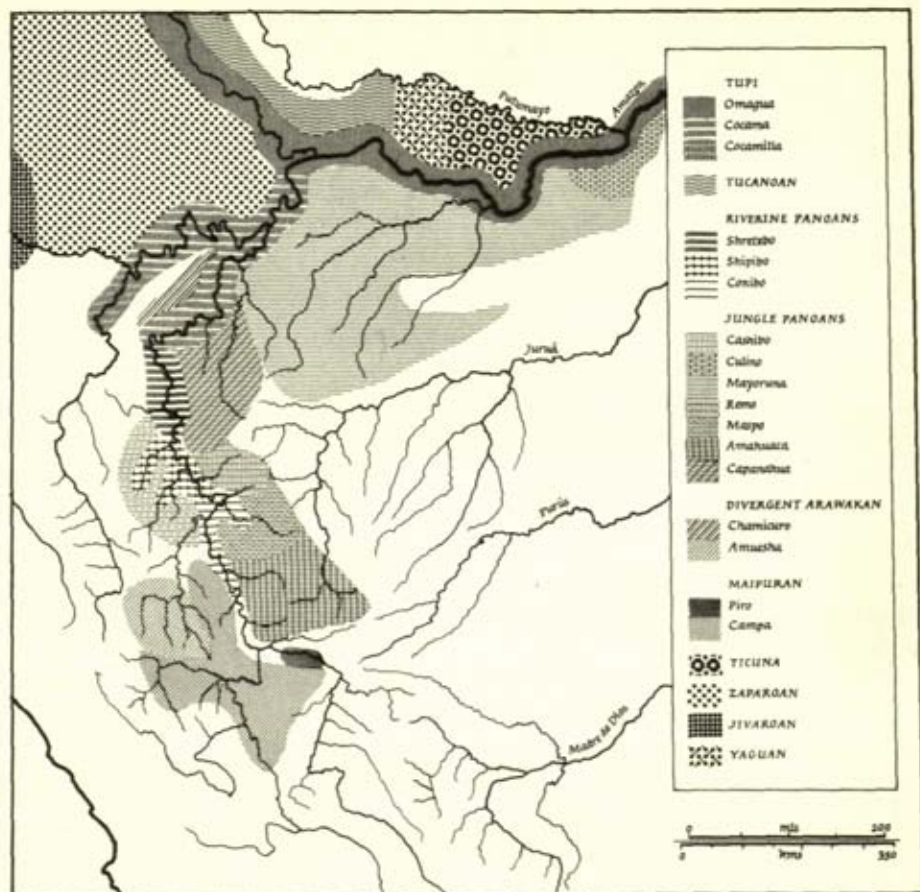 Putumayo
Amazon
Juruá
Purús
Madre de Dios
TUPI
Omagua
Cocama
Cocamilla
TUCANOAN
RIVERINE PANOANS
Shetebo
Shipibo
Conibo
JUNGLE PANOANS
Cashibo
Culino
Mayoruna
Remo
Maspo
Amahuaca
Capanahua
DIVERGENT ARAWAKAN
Chamicuro
Amuesha
MAIPURAN
Piro
Campa
TICUNA
ZAPAROAN
JIVAROAN
YAGUAN
0 mls 200
0 kms 350